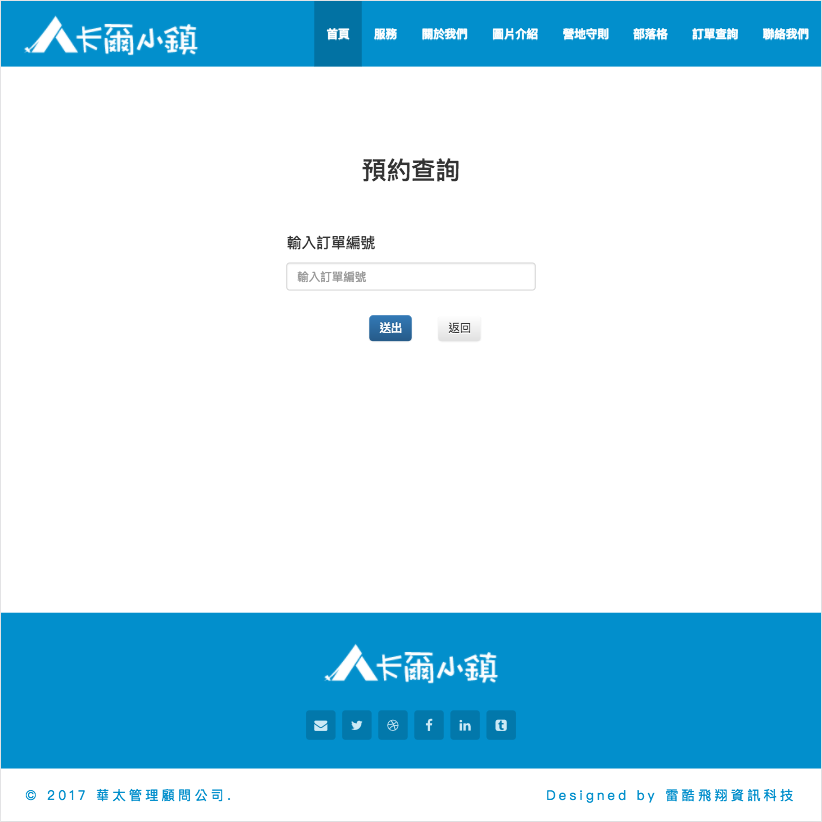 卡爾小鎮
首頁 服務 關於我們 圖片介紹 營地守則 部落格 訂單查詢 聯絡我們
預約查詢
輸入訂單編號
輸入訂單編號
送出 返回
卡爾小鎮
© 2017 華太管理顧問公司. Designed by 雷酷飛翔資訊科技